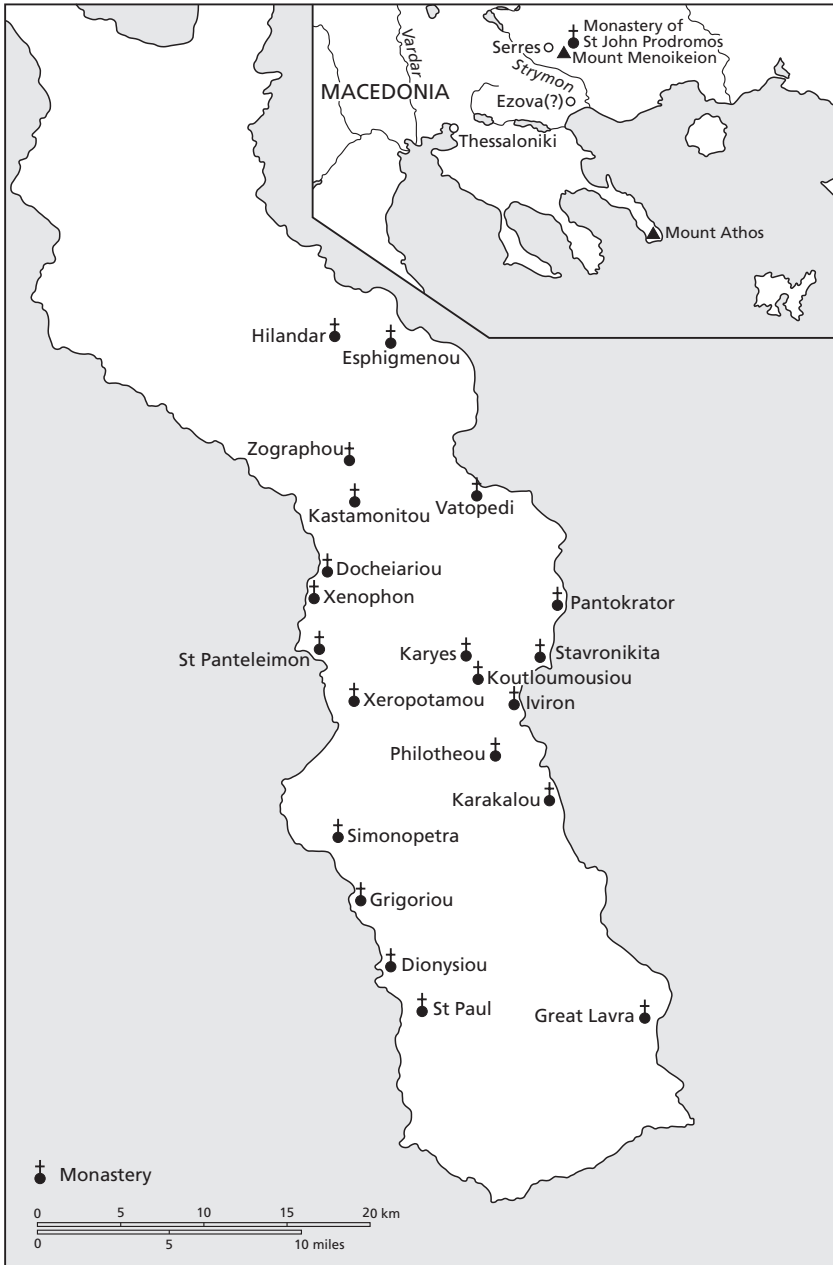 Monastery of
St John Prodromos
Serres
Mount Menoikeion
Vardar
Strymon
MACEDONIA
Ezova(?)
Thessaloniki
Mount Athos
Hilandar
Esphigmenou
Zographou
Kastamonitou
Vatopedi
Docheiariou
Xenophon
Pantokrator
St Panteleimon
Karyes
Stavronikita
Koutloumousiou
Xeropotamou
Iviron
Philotheou
Karakalou
Simonopetra
Grigoriou
Dionysiou
St Paul
Great Lavra
Monastery
0 5 10 15 20 km
0 5 10 miles